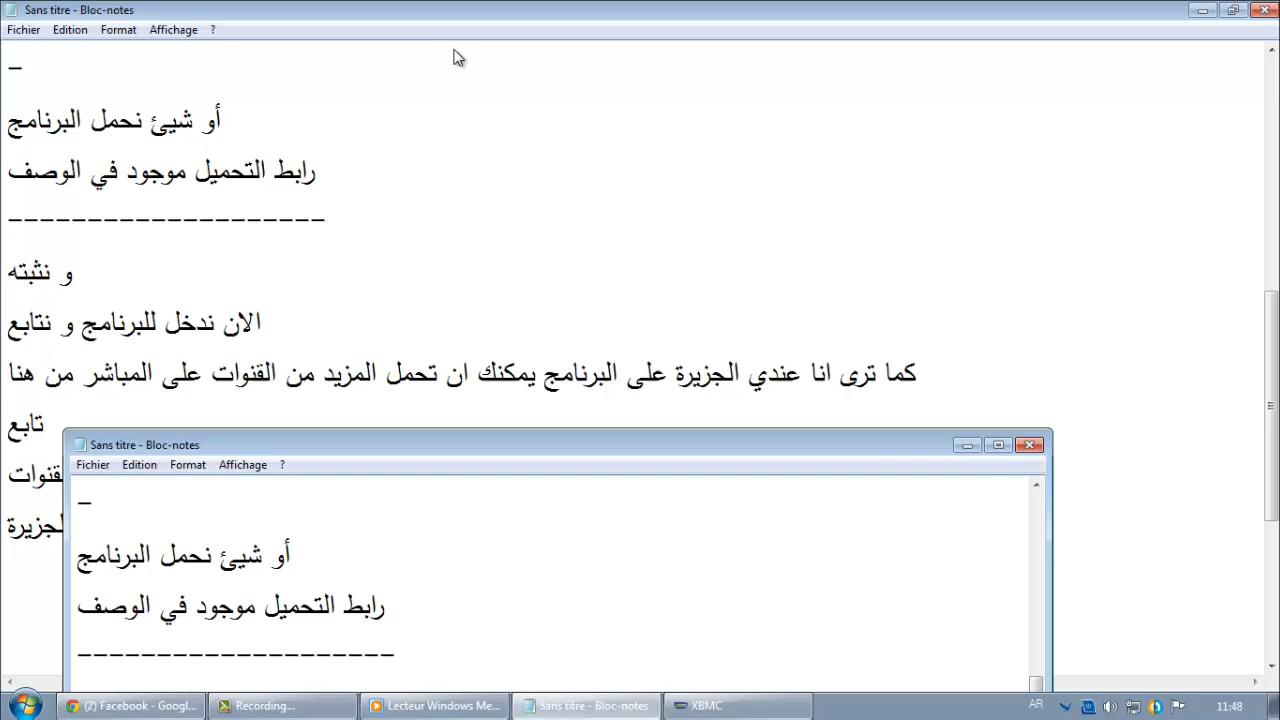 Sans titre - Bloc-notes
Fichier Edition Format Affichage ?
_
أو شيئ نحمل البرنامج
رابط التحميل موجود في الوصف
--------------------
و نثبته
الان ندخل للبرنامج و نتابع
كما ترى انا عندي الجزيرة على البرنامج يمكنك ان تحمل المزيد من القنوات على المباشر من هنا
تابع
Sans titre - Bloc-notes
Fichier Edition Format Affichage ?
_
أو شيئ نحمل البرنامج
رابط التحميل موجود في الوصف
--------------------
(2) Facebook - Googl... Recording... Lecteur Windows Me... Sans titre - Bloc-notes XBMC AR 11:48